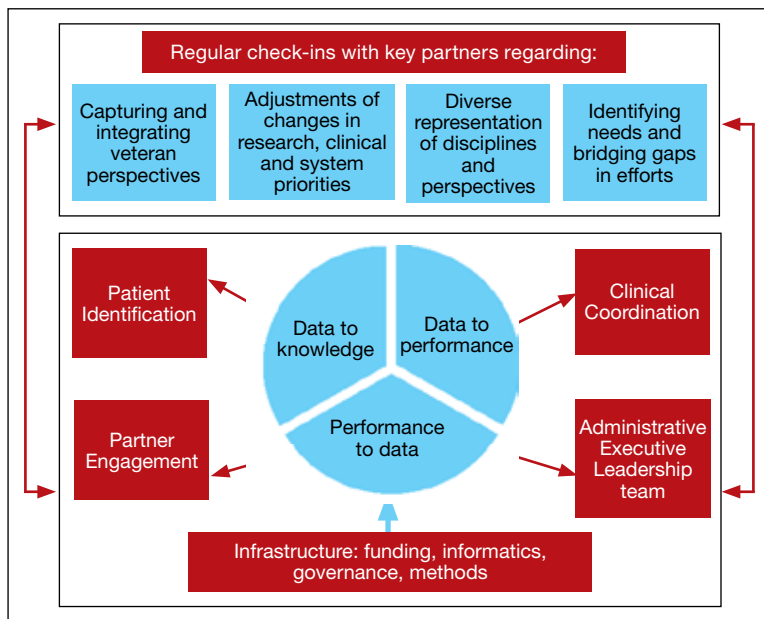 Regular check-ins with key partners regarding:
Capturing and
integrating
veteran
perspectives
Adjustments of
changes in
research, clinical
and system
priorities
Diverse
representation
of disciplines
and
perspectives
Identifying
needs and
bridging gaps
in efforts
Patient
Identification
Data to
knowledge
Data to
performance
Clinical
Coordination
Partner
Engagement
Performance
to data
Administrative
Executive
Leadership
team
Infrastructure: funding, informatics,
governance, methods